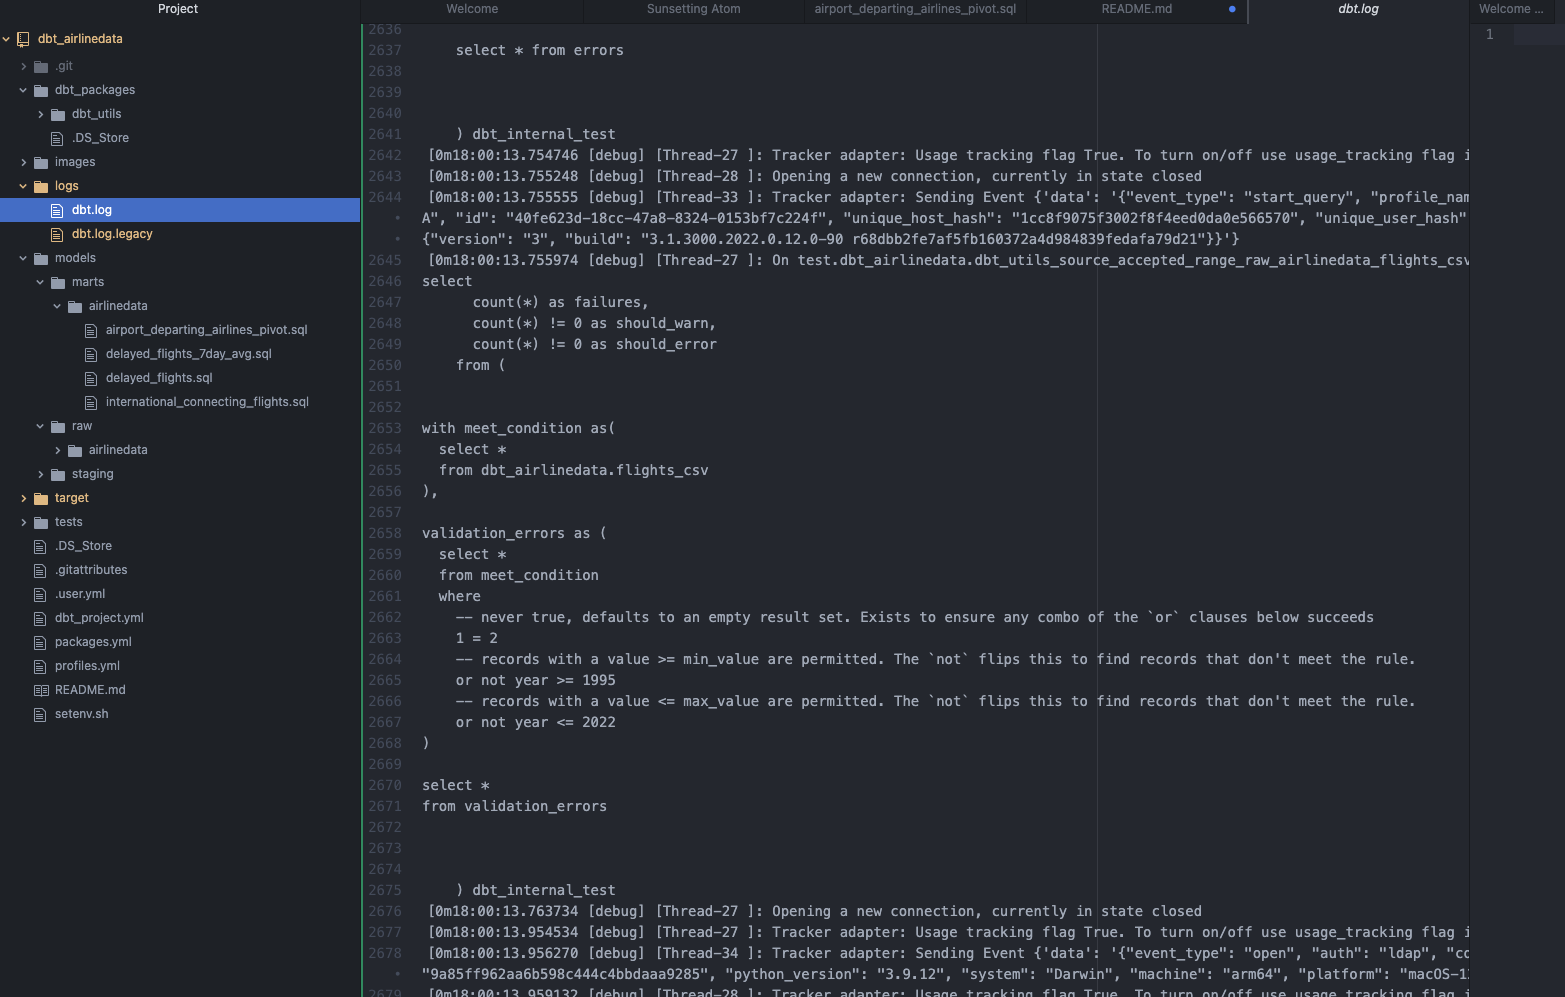 Project
dbt_airlinedata
.git
dbt_packages
dbt_utils
.DS_Store
images
logs
dbt.log
dbt.log.legacy
models
marts
airlinedata
airport_departing_airlines_pivot.sql
delayed_flights_7day_avg.sql
delayed_flights.sql
international_connecting_flights.sql
raw
airlinedata
staging
target
tests
.DS_Store
.gitattributes
.user.yml
dbt_project.yml
packages.yml
profiles.yml
README.md
setenv.sh
Welcome
Sunsetting Atom
airport_departing_airlines_pivot.sql
README.md
dbt.log
Welcome ...
1
2636
2637 select * from errors
2638
2639
2640
2641 ) dbt_internal_test
2642 [0m18:00:13.754746 [debug] [Thread-27 ]: Tracker adapter: Usage tracking flag True. To turn on/off use usage_tracking flag i
2643 [0m18:00:13.755248 [debug] [Thread-28 ]: Opening a new connection, currently in state closed
2644 [0m18:00:13.755555 [debug] [Thread-33 ]: Tracker adapter: Sending Event {'data': '{"event_type": "start_query", "profile_nam
• A", "id": "40fe623d-18cc-47a8-8324-0153bf7c224f", "unique_host_hash": "1cc8f9075f3002f8f4eed0da0e566570", "unique_user_hash"
• {"version": "3", "build": "3.1.3000.2022.0.12.0-90 r68dbb2fe7af5fb160372a4d984839fedafa79d21"}}'}
2645 [0m18:00:13.755974 [debug] [Thread-27 ]: On test.dbt_airlinedata.dbt_utils_source_accepted_range_raw_airlinedata_flights_csv
2646 select
2647 count(*) as failures,
2648 count(*) != 0 as should_warn,
2649 count(*) != 0 as should_error
2650 from (
2651
2652
2653 with meet_condition as(
2654 select *
2655 from dbt_airlinedata.flights_csv
2656 ),
2657
2658 validation_errors as (
2659 select *
2660 from meet_condition
2661 where
2662 -- never true, defaults to an empty result set. Exists to ensure any combo of the `or` clauses below succeeds
2663 1 = 2
2664 -- records with a value >= min_value are permitted. The `not` flips this to find records that don't meet the rule.
2665 or not year >= 1995
2666 -- records with a value <= max_value are permitted. The `not` flips this to find records that don't meet the rule.
2667 or not year <= 2022
2668 )
2669
2670 select *
2671 from validation_errors
2672
2673
2674
2675 ) dbt_internal_test
2676 [0m18:00:13.763734 [debug] [Thread-27 ]: Opening a new connection, currently in state closed
2677 [0m18:00:13.954534 [debug] [Thread-27 ]: Tracker adapter: Usage tracking flag True. To turn on/off use usage_tracking flag i
2678 [0m18:00:13.956270 [debug] [Thread-34 ]: Tracker adapter: Sending Event {'data': '{"event_type": "open", "auth": "ldap", "co
• "9a85ff962aa6b598c444c4bbdaaa9285", "python_version": "3.9.12", "system": "Darwin", "machine": "arm64", "platform": "macOS-1
2679 [0m18:00:13.959132 [debug] [Thread-28 ]: Tracker adapter: Usage tracking flag True. To turn on/off use usage_tracking flag i